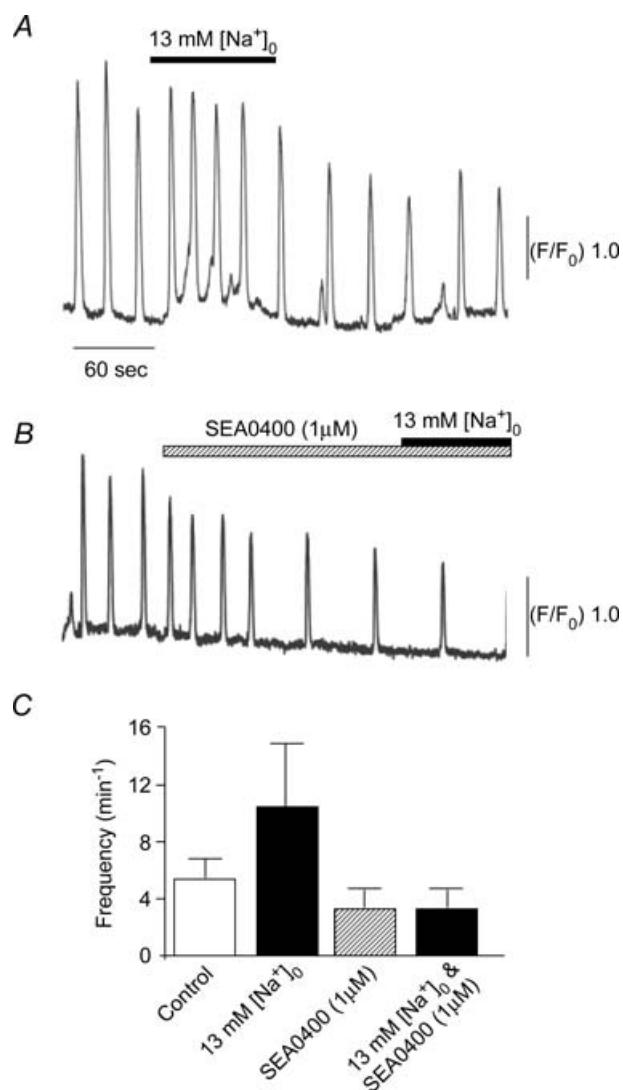 A
13 mM [Na⁺]₀
(F/F₀) 1.0
60 sec
B
SEA0400 (1μM)
13 mM [Na⁺]₀
(F/F₀) 1.0
C
Frequency (min⁻¹)
16
12
8
4
0
Control
13 mM [Na⁺]₀
SEA0400 (1μM)
13 mM [Na⁺]₀ &
SEA0400 (1μM)